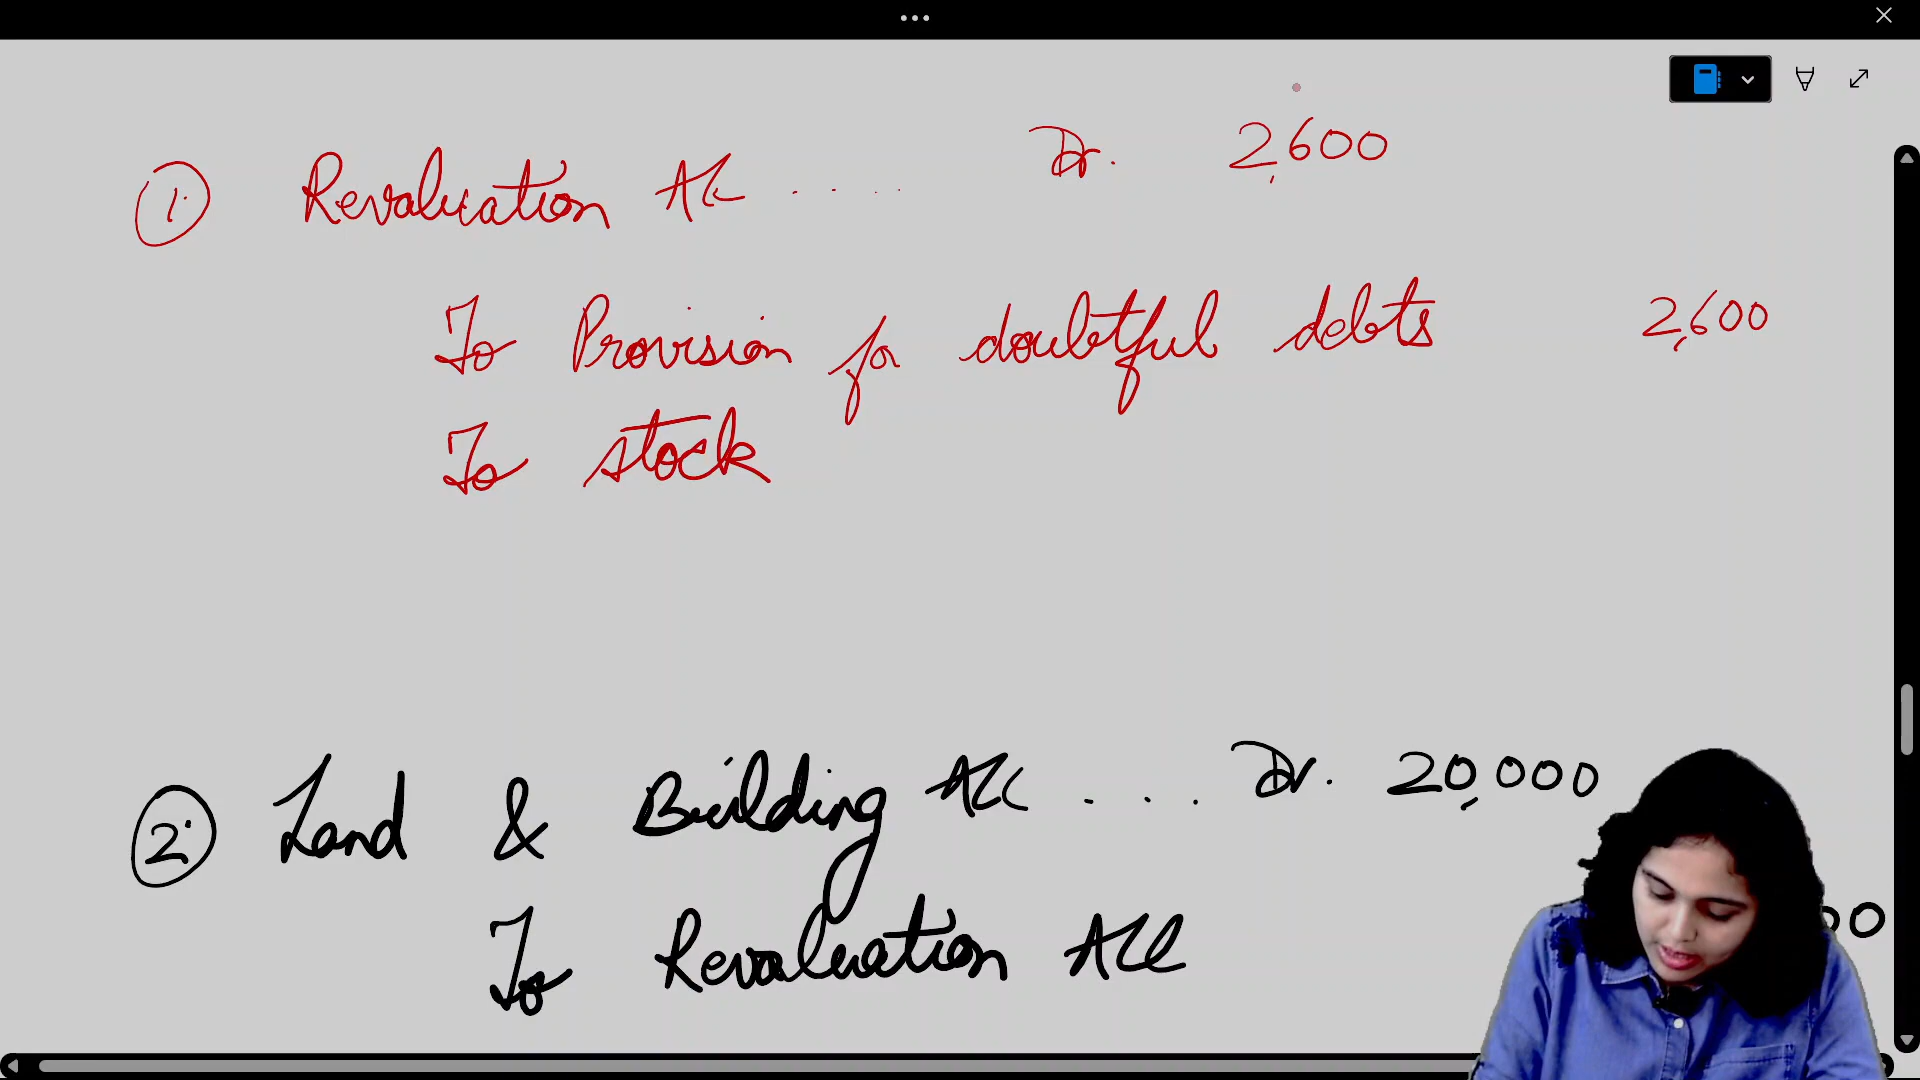 ① Revaluation A/c ..... Dr. 2,600
To Provision for doubtful debts 2,600
To stock
② Land & Building A/c ... Dr. 20,000
To Revaluation A/c